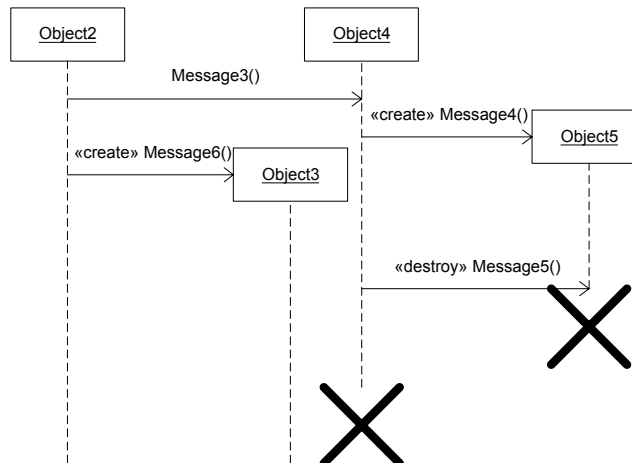 Object2
Object4
Message3()
«create» Message4()
Object5
«create» Message6()
Object3
«destroy» Message5()